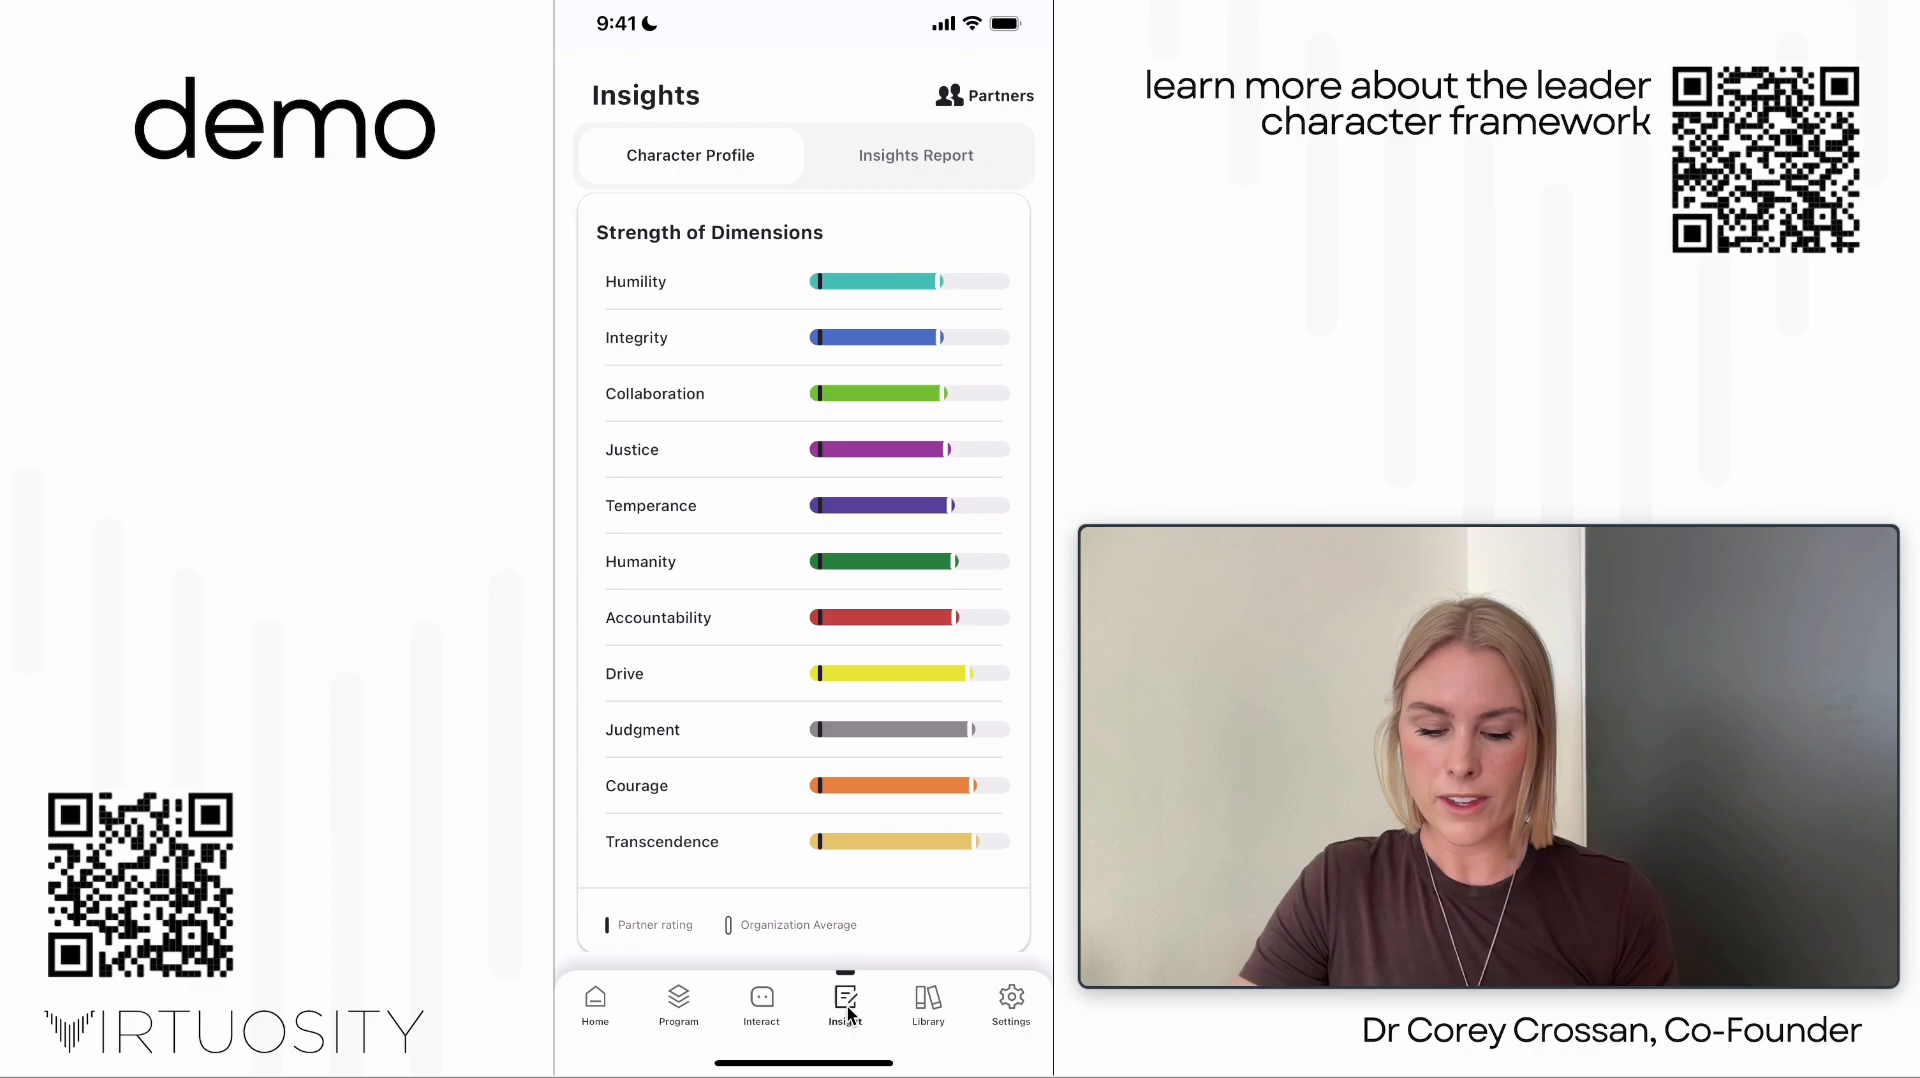 demo
9:41
Insights
Partners
Character Profile
Insights Report
Strength of Dimensions
Humility
Integrity
Collaboration
Justice
Temperance
Humanity
Accountability
Drive
Judgment
Courage
Transcendence
Partner rating
Organization Average
Home
Program
Interact
Insight
Library
Settings
learn more about the leader
character framework
VIRTUOSITY
Dr Corey Crossan, Co-Founder